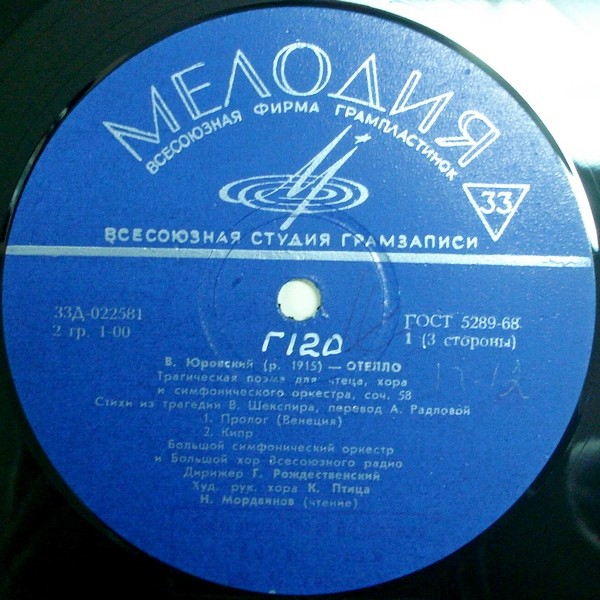 МЕЛОДИЯ
ВСЕСОЮЗНАЯ ФИРМА ГРАМПЛАСТИНОК
33
ВСЕСОЮЗНАЯ СТУДИЯ ГРАМЗАПИСИ
33Д-022581
2 гр. 1-00
ГОСТ 5289-68
1 (3 стороны)
Г120
В. Юровский (р. 1915) — ОТЕЛЛО
Трагическая поэма для чтеца, хора
и симфонического оркестра, соч. 58
Стихи из трагедии В. Шекспира, перевод А. Радловой
1. Пролог (Венеция)
2. Кипр
Большой симфонический оркестр
и Большой хор Всесоюзного радио
Дирижер Г. Рождественский
Худ. рук. хора К. Птица
Н. Мордвинов (чтение)